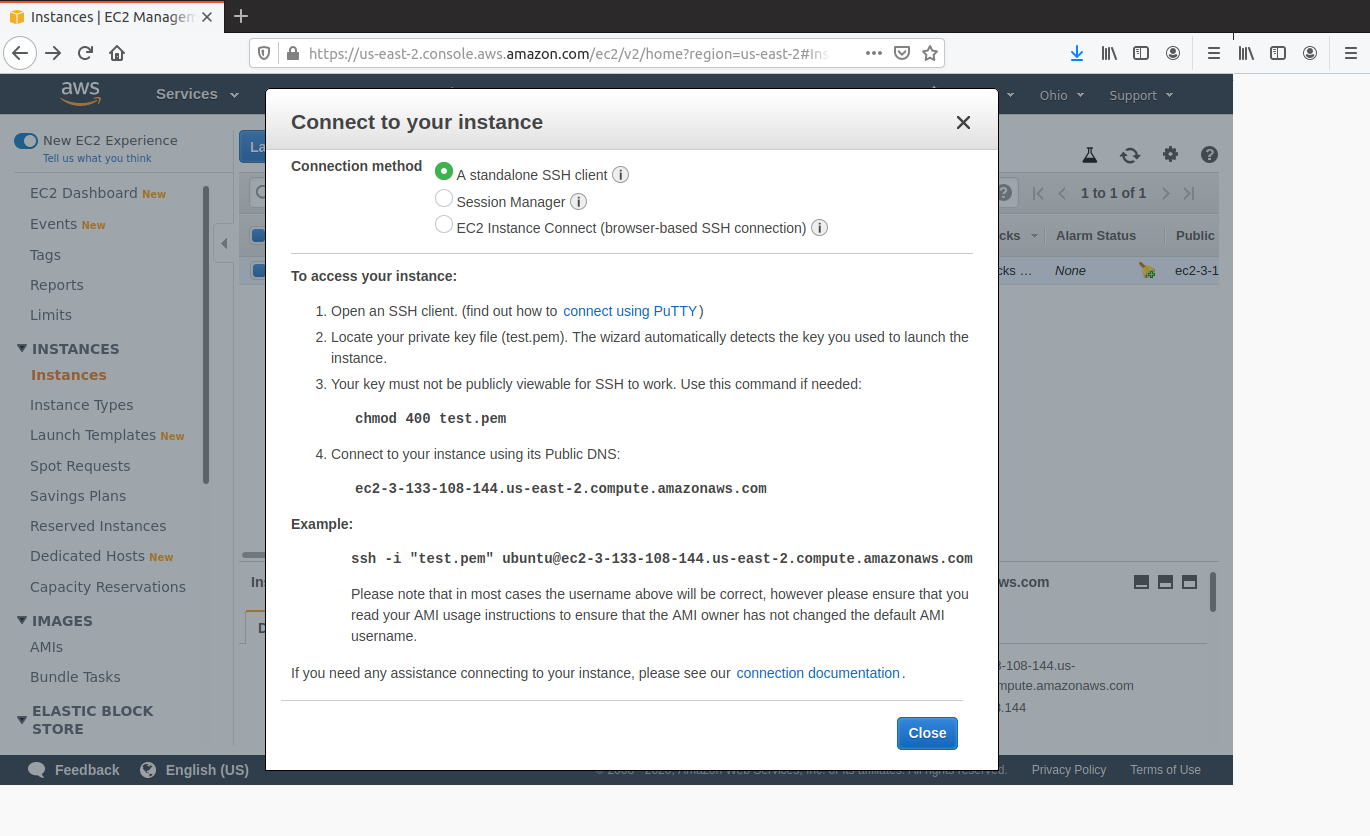 Instances | EC2 Managem
https://us-east-2.console.aws.amazon.com/ec2/v2/home?region=us-east-2#Ins
aws
Services
Ohio
Support
New EC2 Experience
Tell us what you think
EC2 Dashboard New
Events New
Tags
Reports
Limits
INSTANCES
Instances
Instance Types
Launch Templates New
Spot Requests
Savings Plans
Reserved Instances
Dedicated Hosts New
Capacity Reservations
IMAGES
AMIs
Bundle Tasks
ELASTIC BLOCK
STORE
La
1 to 1 of 1
cks
Alarm Status
Public
cks ...
None
ec2-3-1
Connect to your instance
Connection method
A standalone SSH client
Session Manager
EC2 Instance Connect (browser-based SSH connection)
To access your instance:
1. Open an SSH client. (find out how to connect using PuTTY)
2. Locate your private key file (test.pem). The wizard automatically detects the key you used to launch the
instance.
3. Your key must not be publicly viewable for SSH to work. Use this command if needed:
chmod 400 test.pem
4. Connect to your instance using its Public DNS:
ec2-3-133-108-144.us-east-2.compute.amazonaws.com
Example:
ssh -i "test.pem" ubuntu@ec2-3-133-108-144.us-east-2.compute.amazonaws.com
Please note that in most cases the username above will be correct, however please ensure that you
read your AMI usage instructions to ensure that the AMI owner has not changed the default AMI
username.
If you need any assistance connecting to your instance, please see our connection documentation.
Close
Ins
ws.com
D
3-108-144.us-
mpute.amazonaws.com
3.144
Feedback
English (US)
© 2008 - 2020, Amazon Web Services, Inc. or its affiliates. All rights reserved.
Privacy Policy
Terms of Use